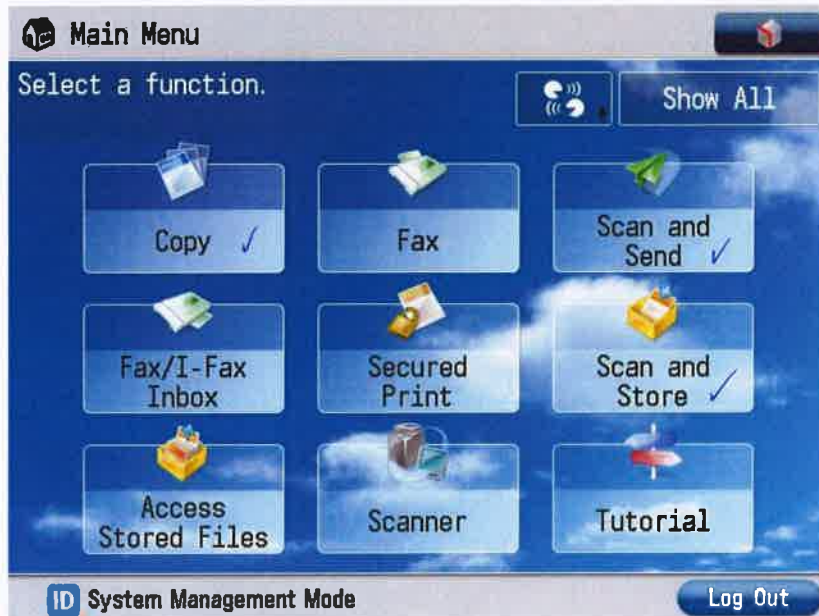 Main Menu
Select a function.
Show All
Copy ✓
Fax
Scan and
Send ✓
Fax/I-Fax
Inbox
Secured
Print
Scan and
Store ✓
Access
Stored Files
Scanner
Tutorial
ID System Management Mode
Log Out